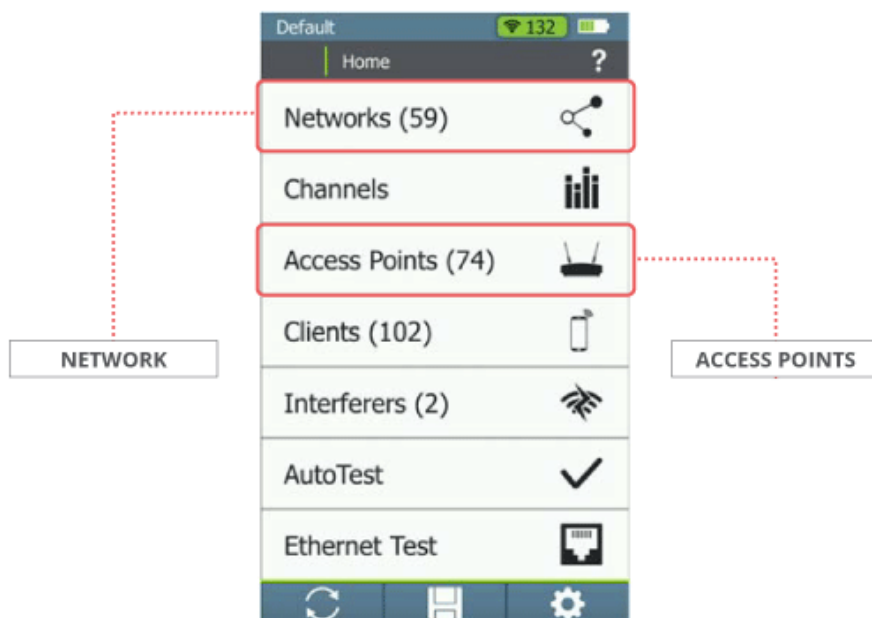 Default
132
Home
?
Networks (59)
Channels
Access Points (74)
Clients (102)
Interferers (2)
AutoTest
Ethernet Test
NETWORK
ACCESS POINTS